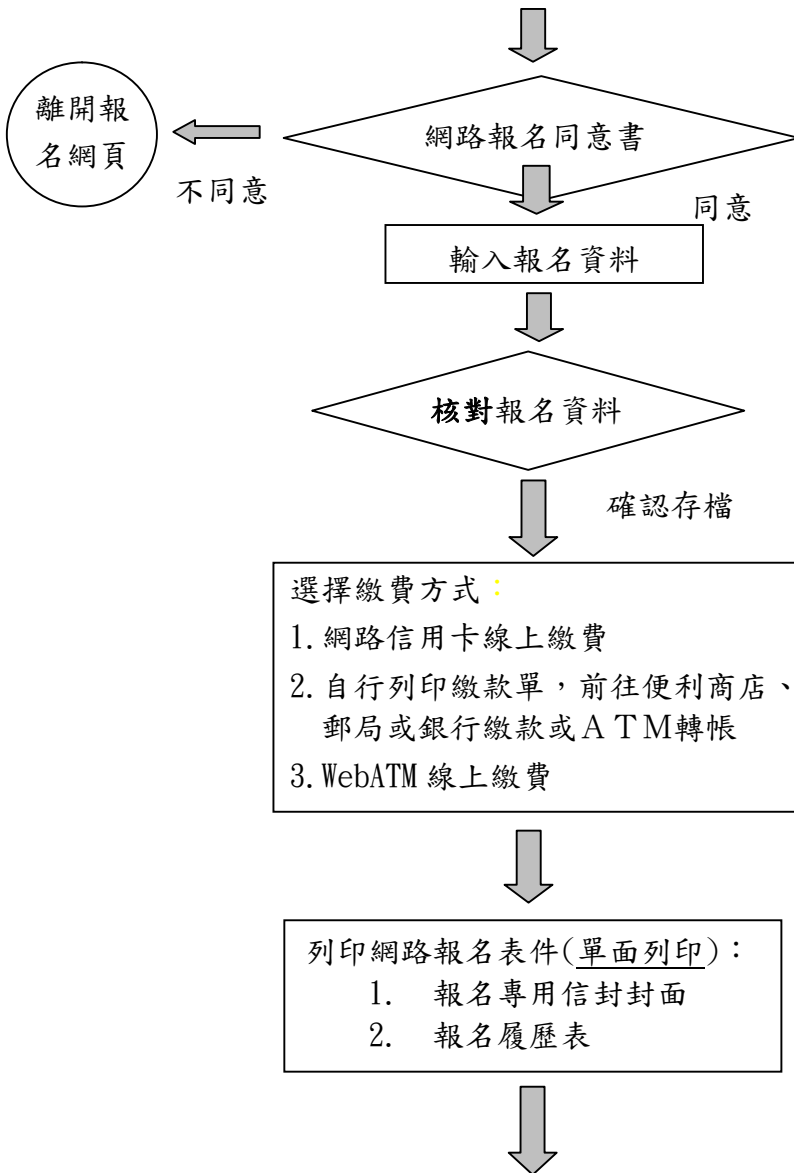 離開報
名網頁
網路報名同意書
不同意
同意
輸入報名資料
核對報名資料
確認存檔
選擇繳費方式：
1.網路信用卡線上繳費
2.自行列印繳款單，前往便利商店、
郵局或銀行繳款或ＡＴＭ轉帳
3.WebATM 線上繳費
列印網路報名表件(單面列印)：
1. 報名專用信封封面
2. 報名履歷表